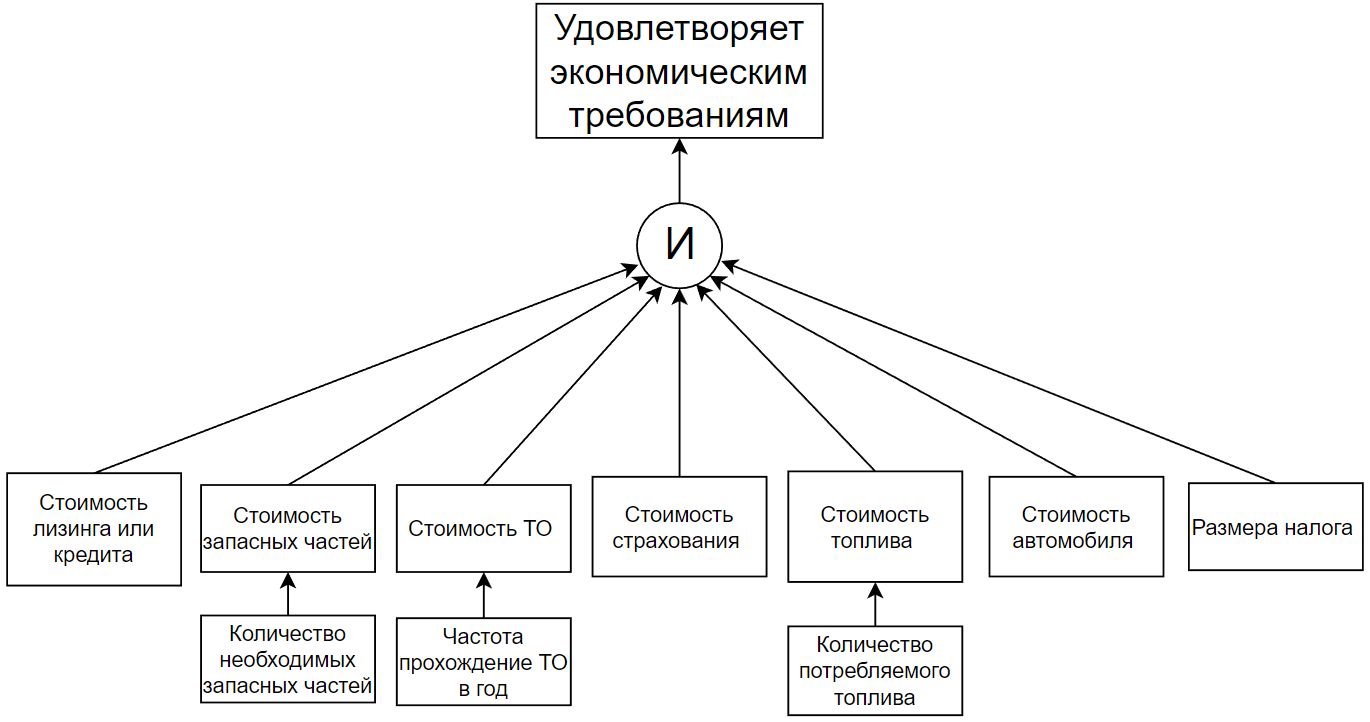 Удовлетворяет
экономическим
требованиям
И
Стоимость
лизинга или
кредита
Стоимость
запасных частей
Стоимость ТО
Стоимость
страхования
Стоимость
топлива
Стоимость
автомобиля
Размера налога
Количество
необходимых
запасных частей
Частота
прохождение ТО
в год
Количество
потребляемого
топлива